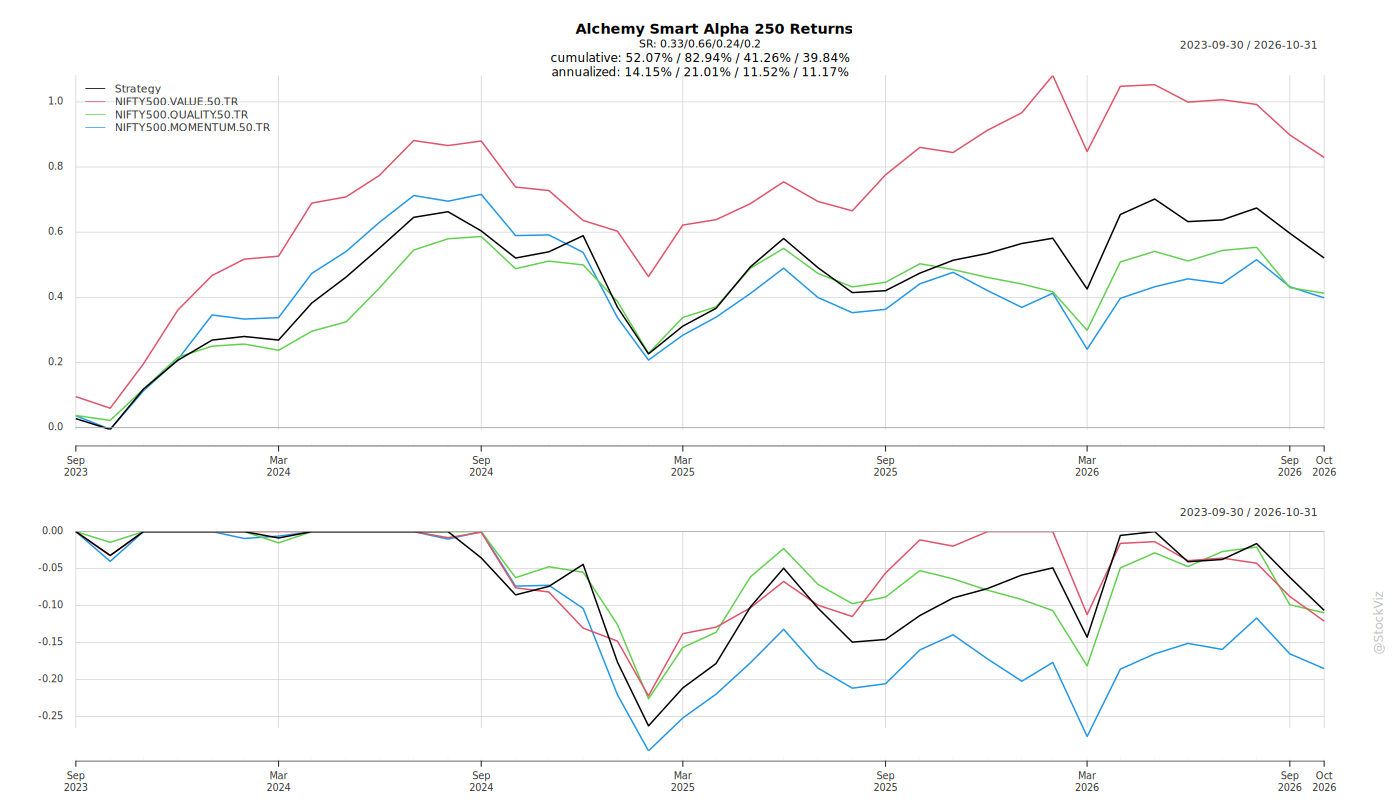 Alchemy Smart Alpha 250 Returns
SR: 0.33/0.66/0.24/0.2
cumulative: 52.07% / 82.94% / 41.26% / 39.84%
annualized: 14.15% / 21.01% / 11.52% / 11.17%
2023-09-30 / 2026-10-31
Strategy
NIFTY500.VALUE.50.TR
NIFTY500.QUALITY.50.TR
NIFTY500.MOMENTUM.50.TR
1.0
0.8
0.6
0.4
0.2
0.0
Sep Mar Sep Mar Sep Mar Sep Oct
2023 2024 2024 2025 2025 2026 2026 2026
2023-09-30 / 2026-10-31
0.00
-0.05
-0.10
-0.15
-0.20
-0.25
Sep Mar Sep Mar Sep Mar Sep Oct
2023 2024 2024 2025 2025 2026 2026 2026
@StockViz